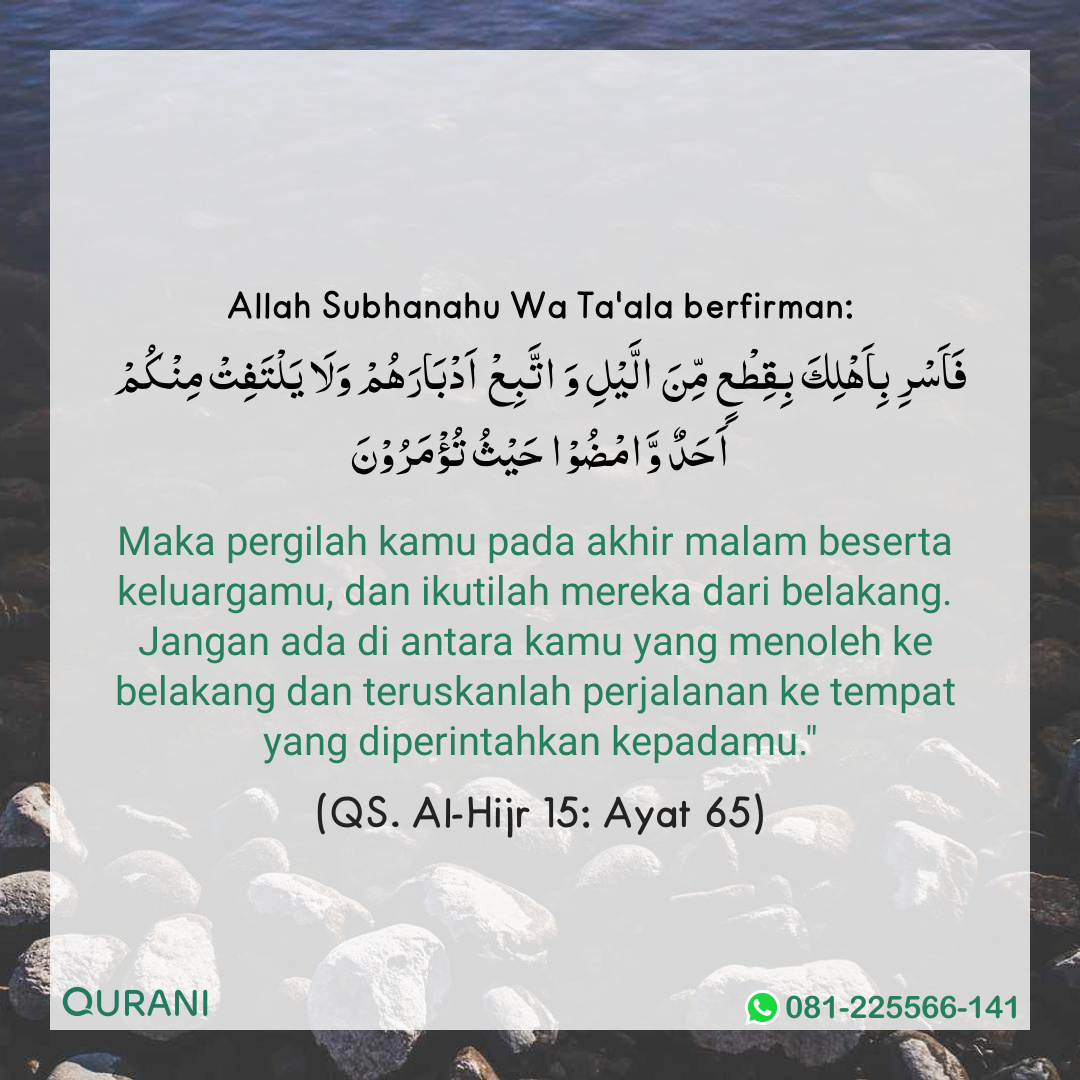 Allah Subhanahu Wa Ta'ala berfirman:
فَاَسْرِ بِاَهْلِكَ بِقِطْعٍ مِّنَ الَّيْلِ وَ اتَّبِعْ اَدْبَارَهُمْ وَلَا يَلْتَفِتْ مِنْكُمْ
اَحَدٌ وَّامْضُوْا حَيْثُ تُؤْمَرُوْنَ
Maka pergilah kamu pada akhir malam beserta
keluargamu, dan ikutilah mereka dari belakang.
Jangan ada di antara kamu yang menoleh ke
belakang dan teruskanlah perjalanan ke tempat
yang diperintahkan kepadamu."
(QS. Al-Hijr 15: Ayat 65)
QURANI
081-225566-141